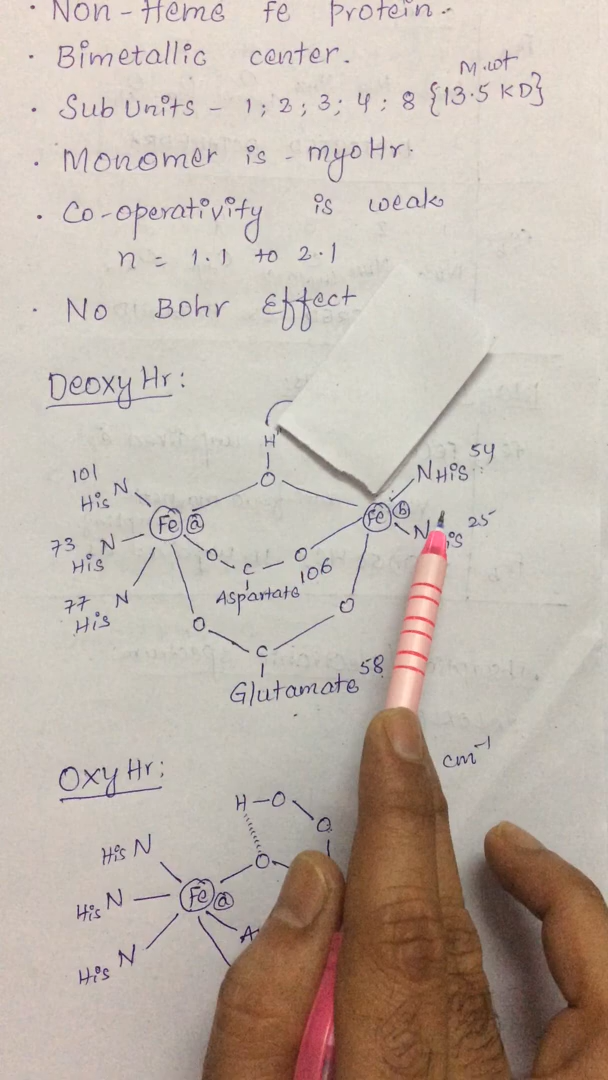 · Non-Heme Fe protein.
· Bimetallic center.
M.wt
· Sub Units - 1; 2; 3; 4; 8 {13.5 KD}
· Monomer is - myoHr.
· Co-operativity is weak
n = 1.1 to 2.1
· No Bohr Effect
Deoxy Hr:
H
O
N His 54
101 His N
Fe a
Fe b
N His 25
73 His N
O C O
Aspartate 106
77 His N
O
O
C
Glutamate 58
cm⁻¹
Oxy Hr:
H-O
O
His N
O
His N
Fe a
A
His N